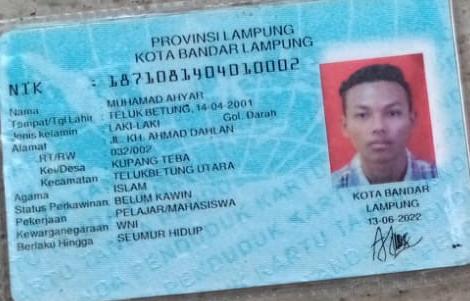 PROVINSI LAMPUNG
KOTA BANDAR LAMPUNG
NIK : 1871081404010002
Nama : MUHAMAD AHYAR
Tempat/Tgl Lahir : TELUK BETUNG, 14-04-2001
Jenis kelamin : LAKI-LAKI Gol. Darah
Alamat : JL. KH. AHMAD DAHLAN
RT/RW : 032/002
Kel/Desa : KUPANG TEBA
Kecamatan : TELUKBETUNG UTARA
Agama : ISLAM
Status Perkawinan: BELUM KAWIN
Pekerjaan : PELAJAR/MAHASISWA
Kewarganegaraan: WNI
Berlaku Hingga : SEUMUR HIDUP
KOTA BANDAR
LAMPUNG
13-06-2022